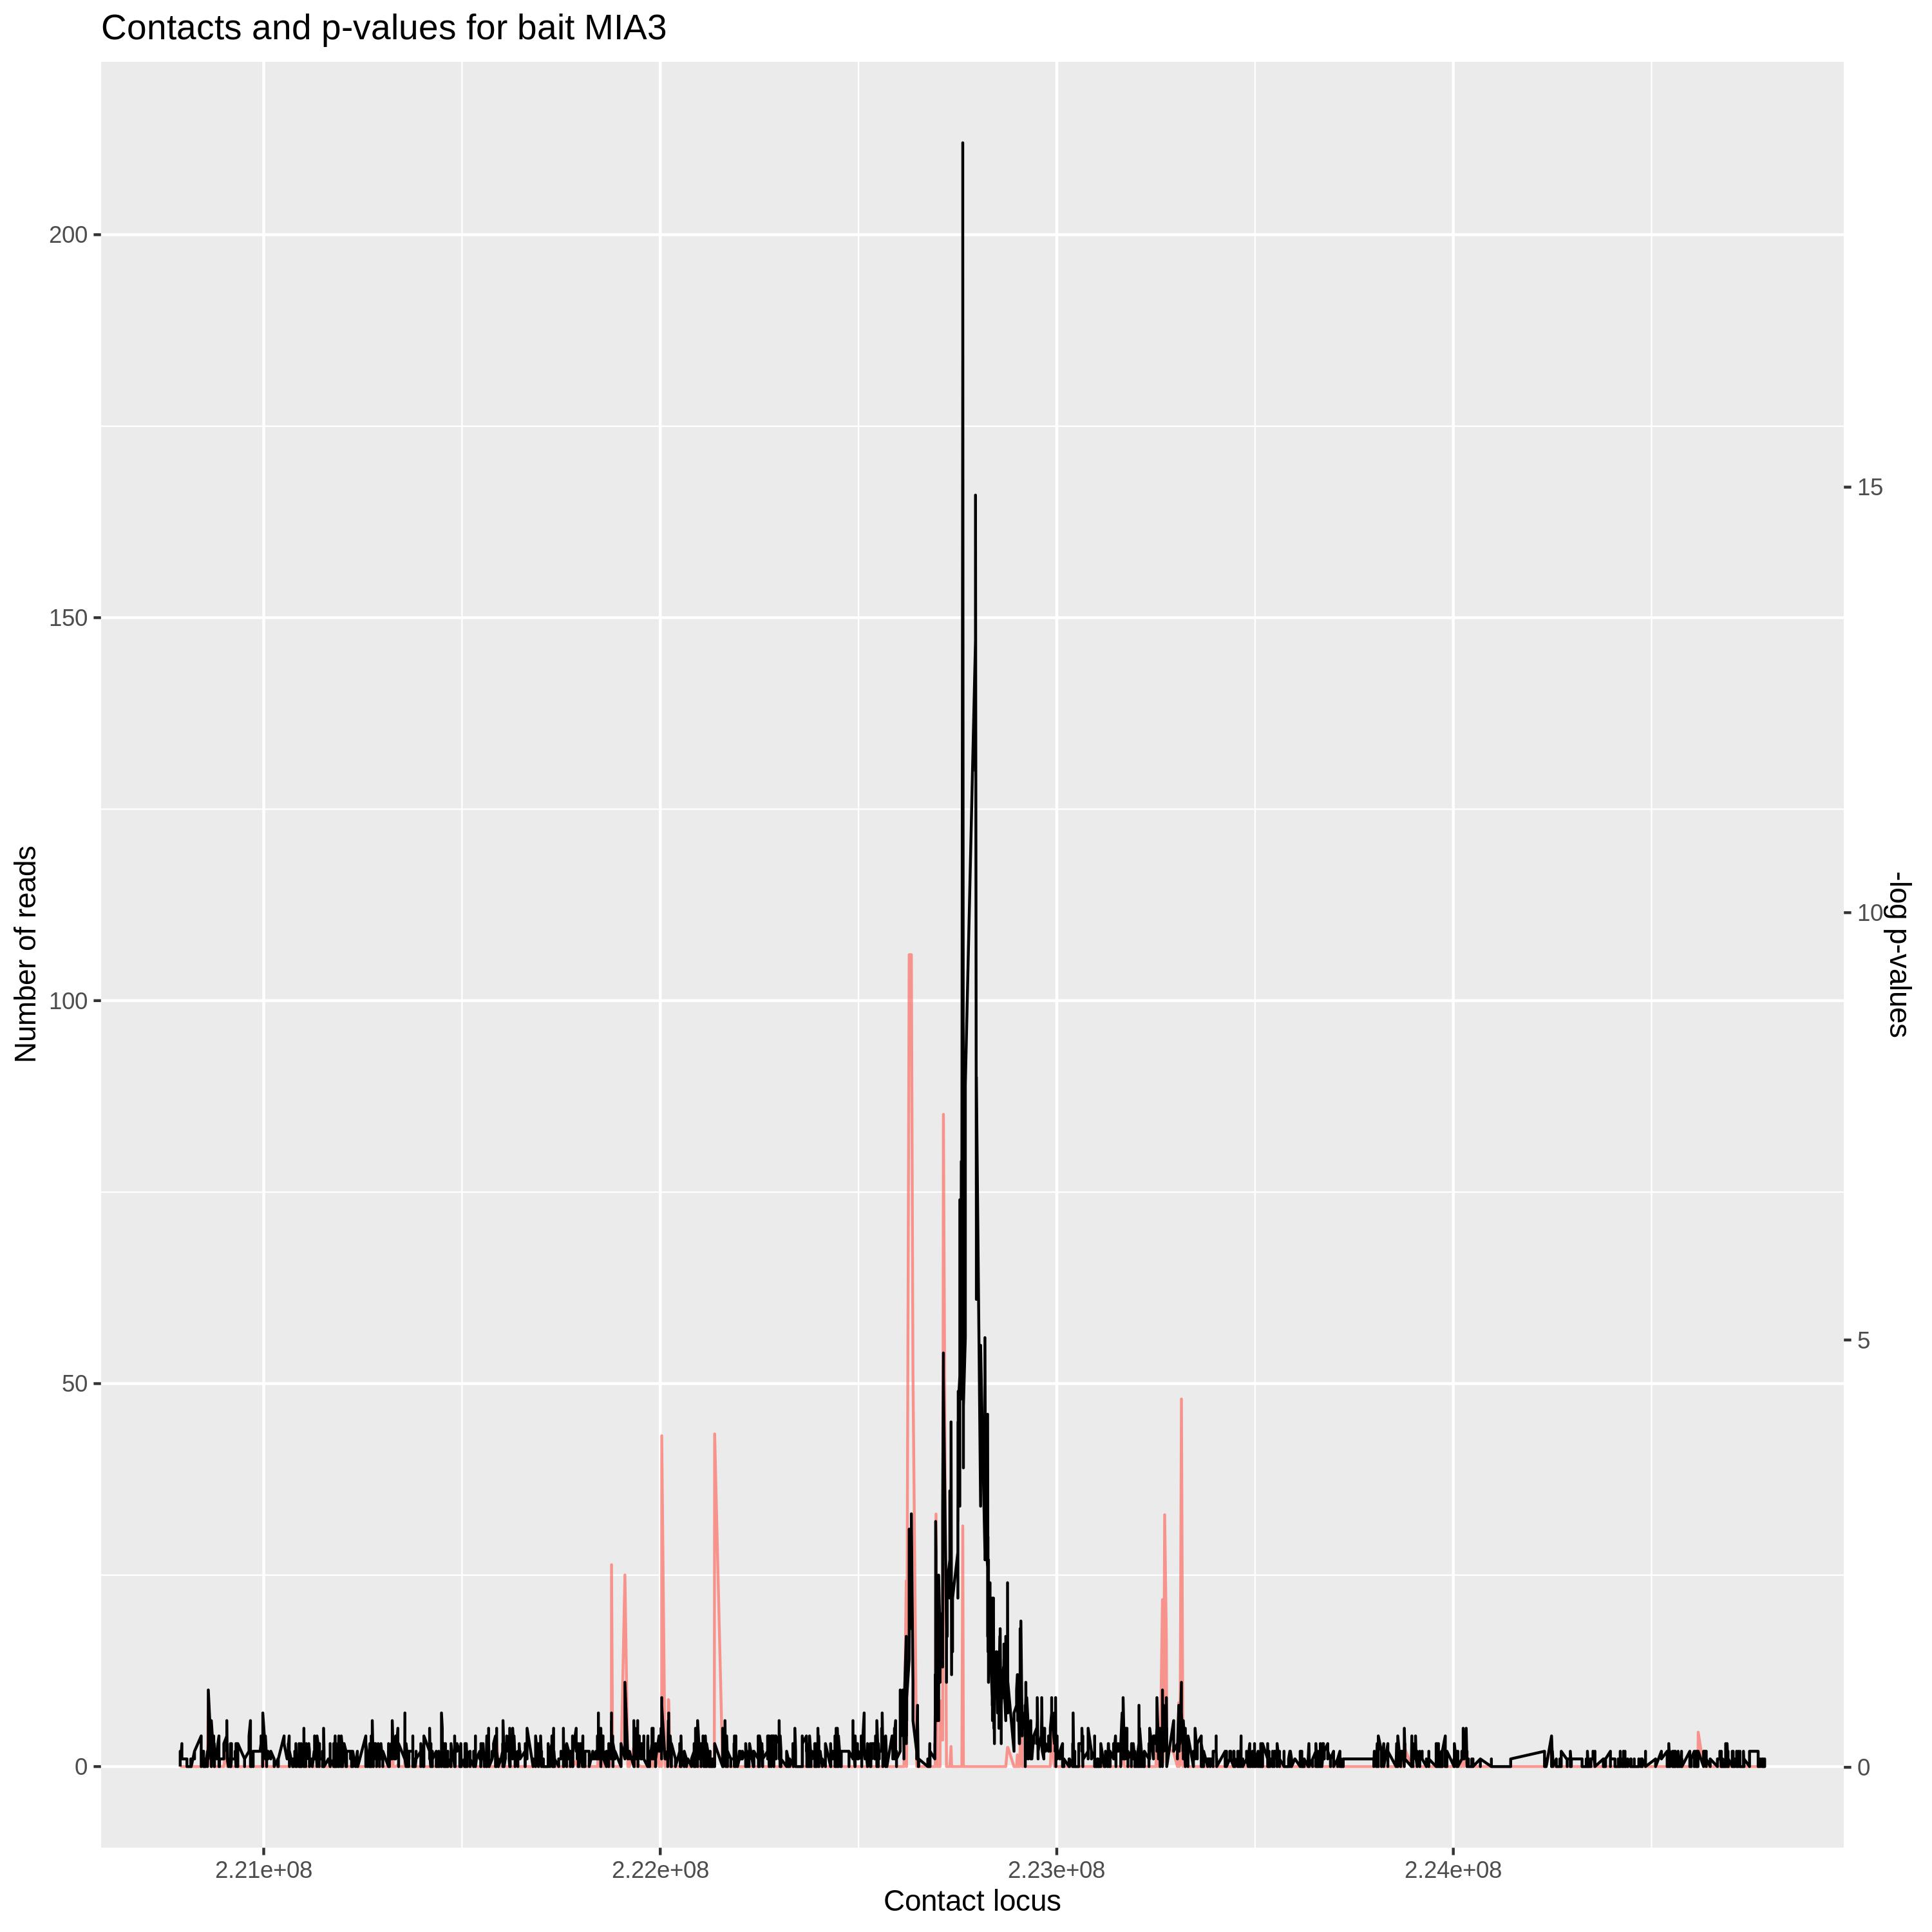 Contacts and p-values for bait MIA3
200
150
100
50
0
Number of reads
15
10
5
0
-log p-values
2.21e+08 2.22e+08 2.23e+08 2.24e+08
Contact locus